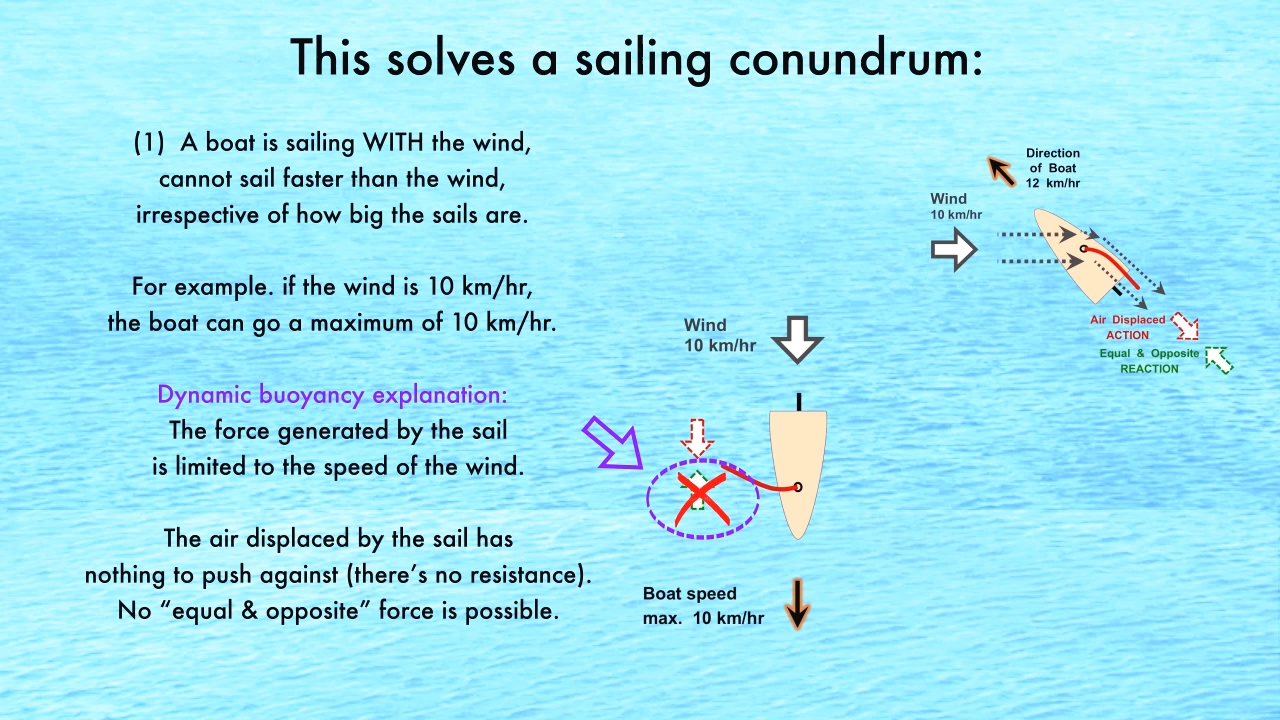 This solves a sailing conundrum:
(1)  A boat is sailing WITH the wind,
cannot sail faster than the wind,
irrespective of how big the sails are.
For example. if the wind is 10 km/hr,
the boat can go a maximum of 10 km/hr.
Dynamic buoyancy explanation:
The force generated by the sail
is limited to the speed of the wind.
The air displaced by the sail has
nothing to push against (there's no resistance).
No “equal & opposite” force is possible.
Wind
10 km/hr
Boat speed
max.  10 km/hr
Direction
of Boat
12 km/hr
Wind
10 km/hr
Air Displaced
ACTION
Equal & Opposite
REACTION